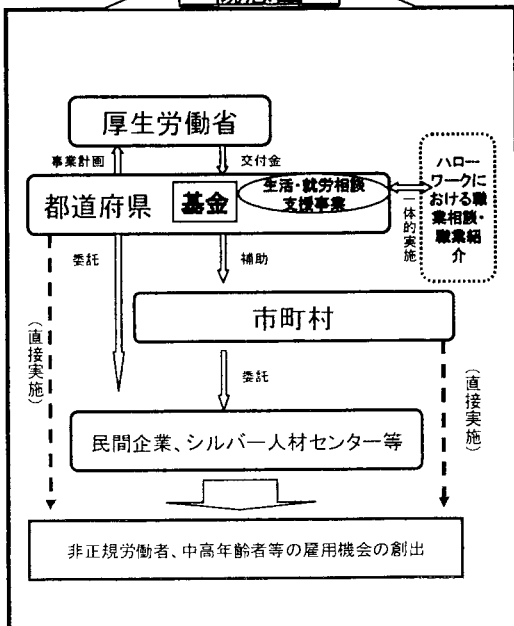 厚生労働省
事業計画
交付金
都道府県
基金
生活・就労相談
支援事業
一体的実施
ハロー
ワークに
おける職
業相談・
職業紹
介
委託
補助
市町村
(直接実施)
委託
(直接実施)
民間企業、シルバー人材センター等
非正規労働者、中高年齢者等の雇用機会の創出